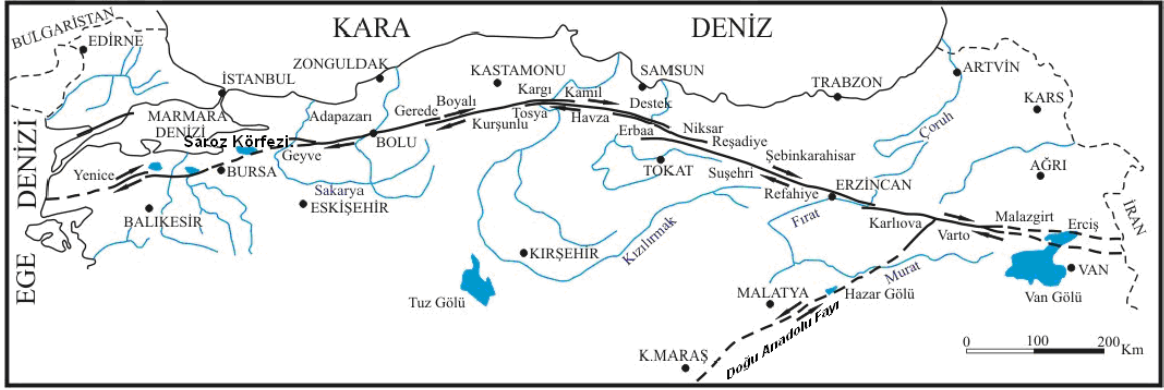 BULGARİSTAN
KARA
DENİZ
EDİRNE
ZONGULDAK
KASTAMONU
SAMSUN
ARTVİN
İSTANBUL
TRABZON
Kargı
Kamil
Boyalı
Gerede
Destek
KARS
MARMARA
DENİZİ
Adapazarı
Kurşunlu
Tosya
Havza
Erbaa
Niksar
Çoruh
Saroz Körfezi.
BOLU
Reşadiye
Geyve
Şebinkarahisar
Yenice
BURSA
TOKAT
Suşehri
AĞRI
Sakarya
Refahiye
ERZİNCAN
EGE DENİZİ
BALIKESİR
ESKİŞEHİR
Fırat
Karlıova
Malazgirt
Erciş
İRAN
Varto
Kızılırmak
KIRŞEHİR
Murat
VAN
Tuz Gölü
MALATYA
Hazar Gölü
Van Gölü
Doğu Anadolu Fayı
K.MARAŞ
0 100 200 Km